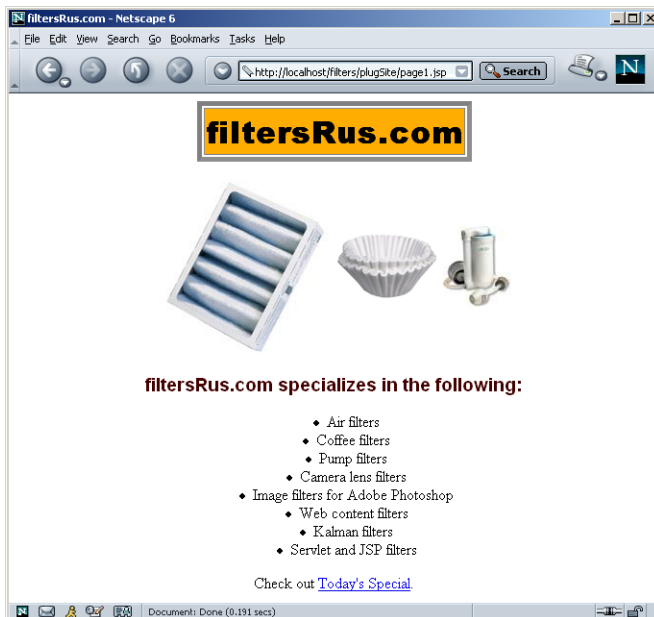 filtersRus.com - Netscape 6
File Edit View Search Go Bookmarks Tasks Help
http://localhost/filters/plugSite/page1.jsp Search N
filtersRus.com
filtersRus.com specializes in the following:
• Air filters
• Coffee filters
• Pump filters
• Camera lens filters
• Image filters for Adobe Photoshop
• Web content filters
• Kalman filters
• Servlet and JSP filters
Check out Today's Special.
Document: Done (0.191 secs)